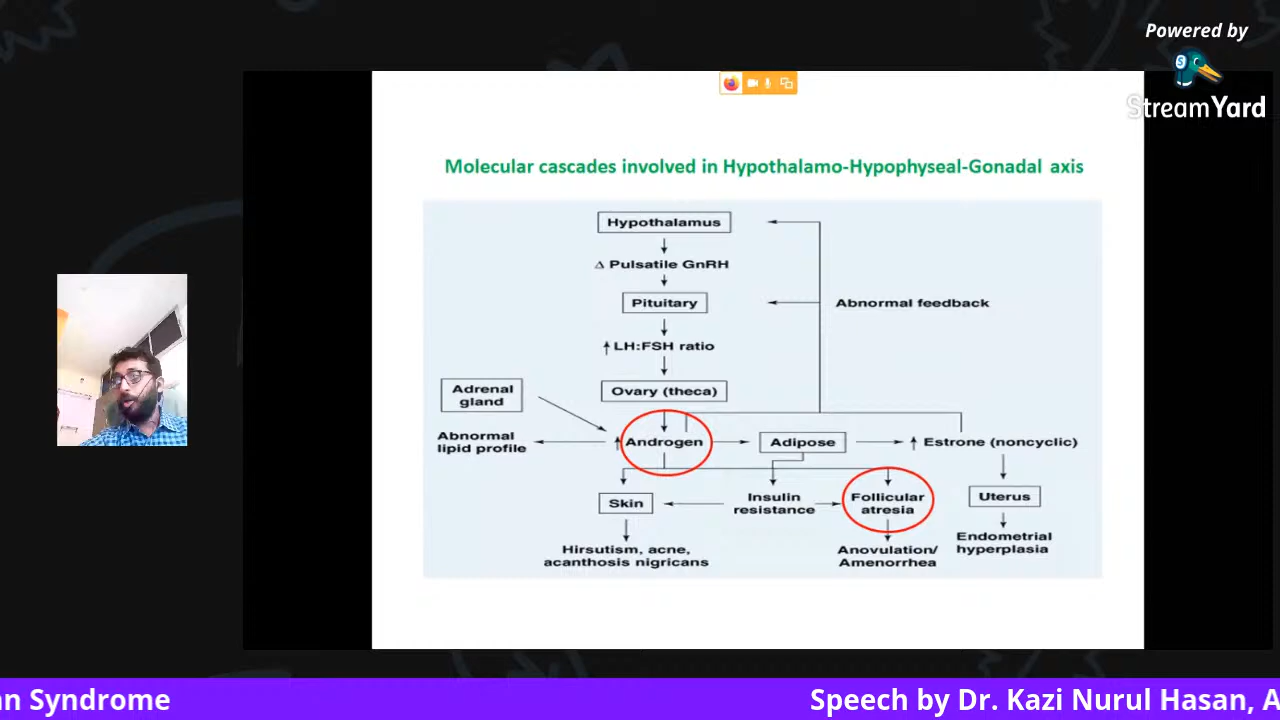 Powered by
StreamYard
Molecular cascades involved in Hypothalamo-Hypophyseal-Gonadal axis
Hypothalamus
Δ Pulsatile GnRH
Pituitary
Abnormal feedback
↑ LH:FSH ratio
Ovary (theca)
Adrenal
gland
Abnormal
lipid profile
↑ Androgen
Adipose
↑ Estrone (noncyclic)
Skin
Insulin
resistance
Follicular
atresia
Uterus
Hirsutism, acne,
acanthosis nigricans
Anovulation/
Amenorrhea
Endometrial
hyperplasia
an Syndrome
Speech by Dr. Kazi Nurul Hasan, A